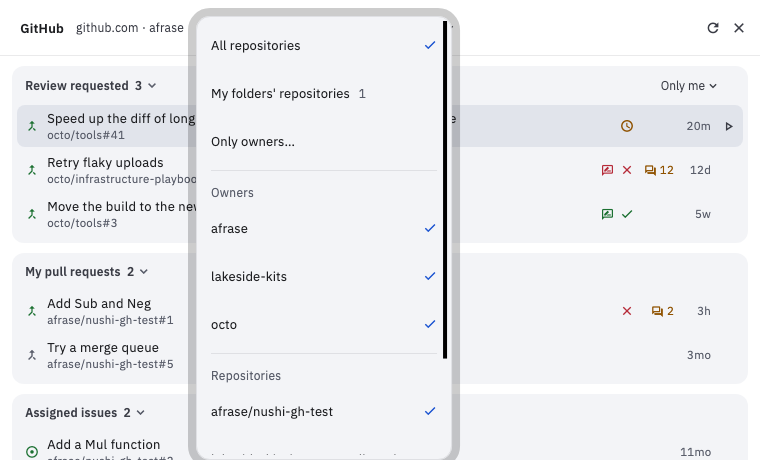 GitHub
github.com · afrase
All repositories
My folders' repositories 1
Only owners...
Owners
afrase
lakeside-kits
octo
Repositories
afrase/nushi-gh-test
Review requested 3
Only me
Speed up the diff of long
20m
octo/tools#41
Retry flaky uploads
12 12d
octo/infrastructure-playboo
Move the build to the
5w
octo/tools#3
My pull requests 2
Add Sub and Neg
2 3h
afrase/nushi-gh-test#1
Try a merge queue
3mo
afrase/nushi-gh-test#5
Assigned issues 2
Add a Mul function
11mo